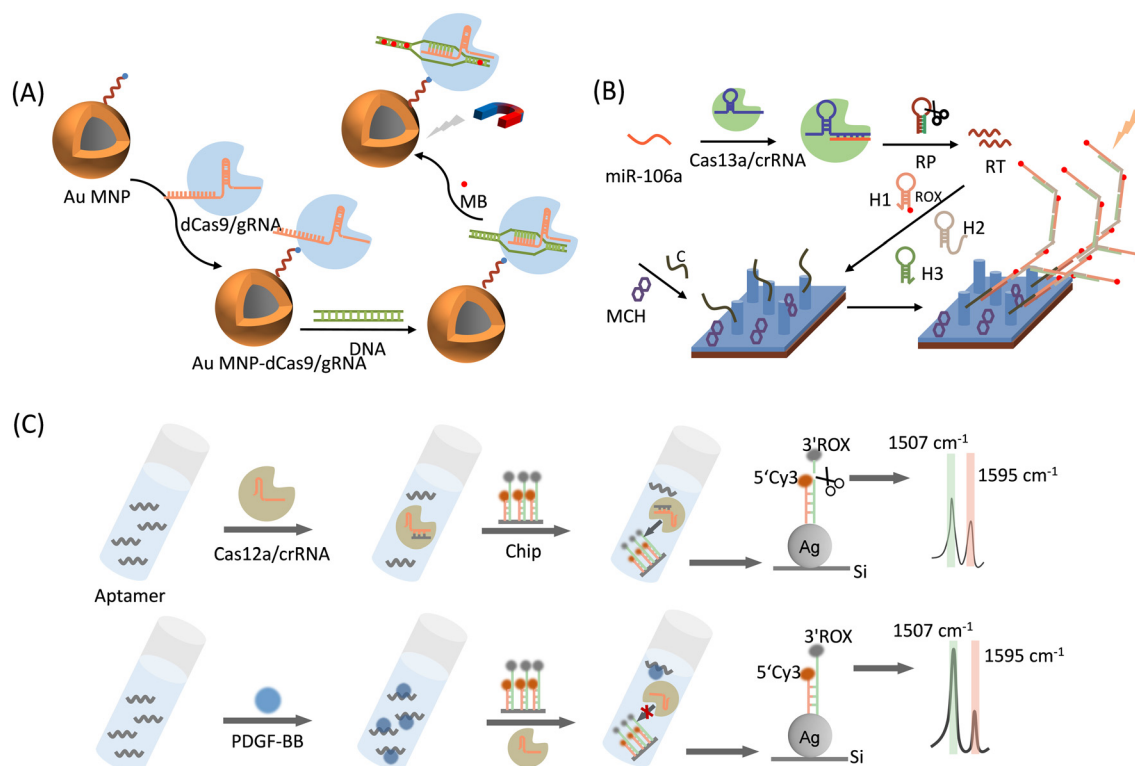 (A)
Au MNP
dCas9/gRNA
Au MNP-dCas9/gRNA
DNA
MB
(B)
miR-106a
Cas13a/crRNA
RP
RT
H1
ROX
H2
H3
C
MCH
(C)
Aptamer
Cas12a/crRNA
Chip
3'ROX
5‘Cy3
Ag
Si
1507 cm⁻¹
1595 cm⁻¹
PDGF-BB
3'ROX
5‘Cy3
Ag
Si
1507 cm⁻¹
1595 cm⁻¹